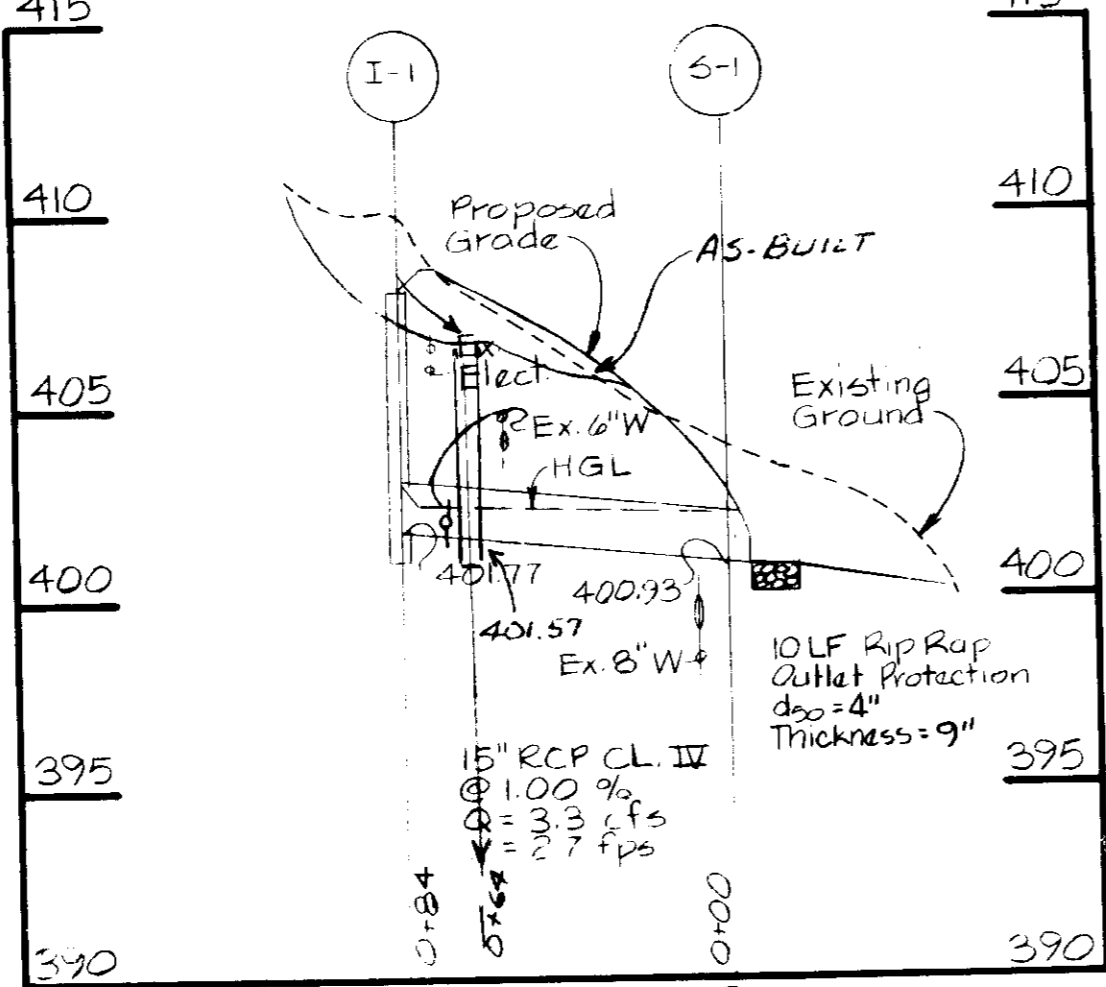 415
I-1
S-1
410
410
Proposed
Grade
AS-BUILT
Ex.
Elect.
405
405
Existing
Ground
Ex. 6"W
HGL
401.77
400
400.93
400
401.57
Ex. 8" W
10 LF Rip Rap
Outlet Protection
d50 = 4"
Thickness = 9"
15" RCP CL. IV
@ 1.00 %
Q = 3.3 cfs
= 2.7 fps
395
395
0+84
0+64
0+00
390
390